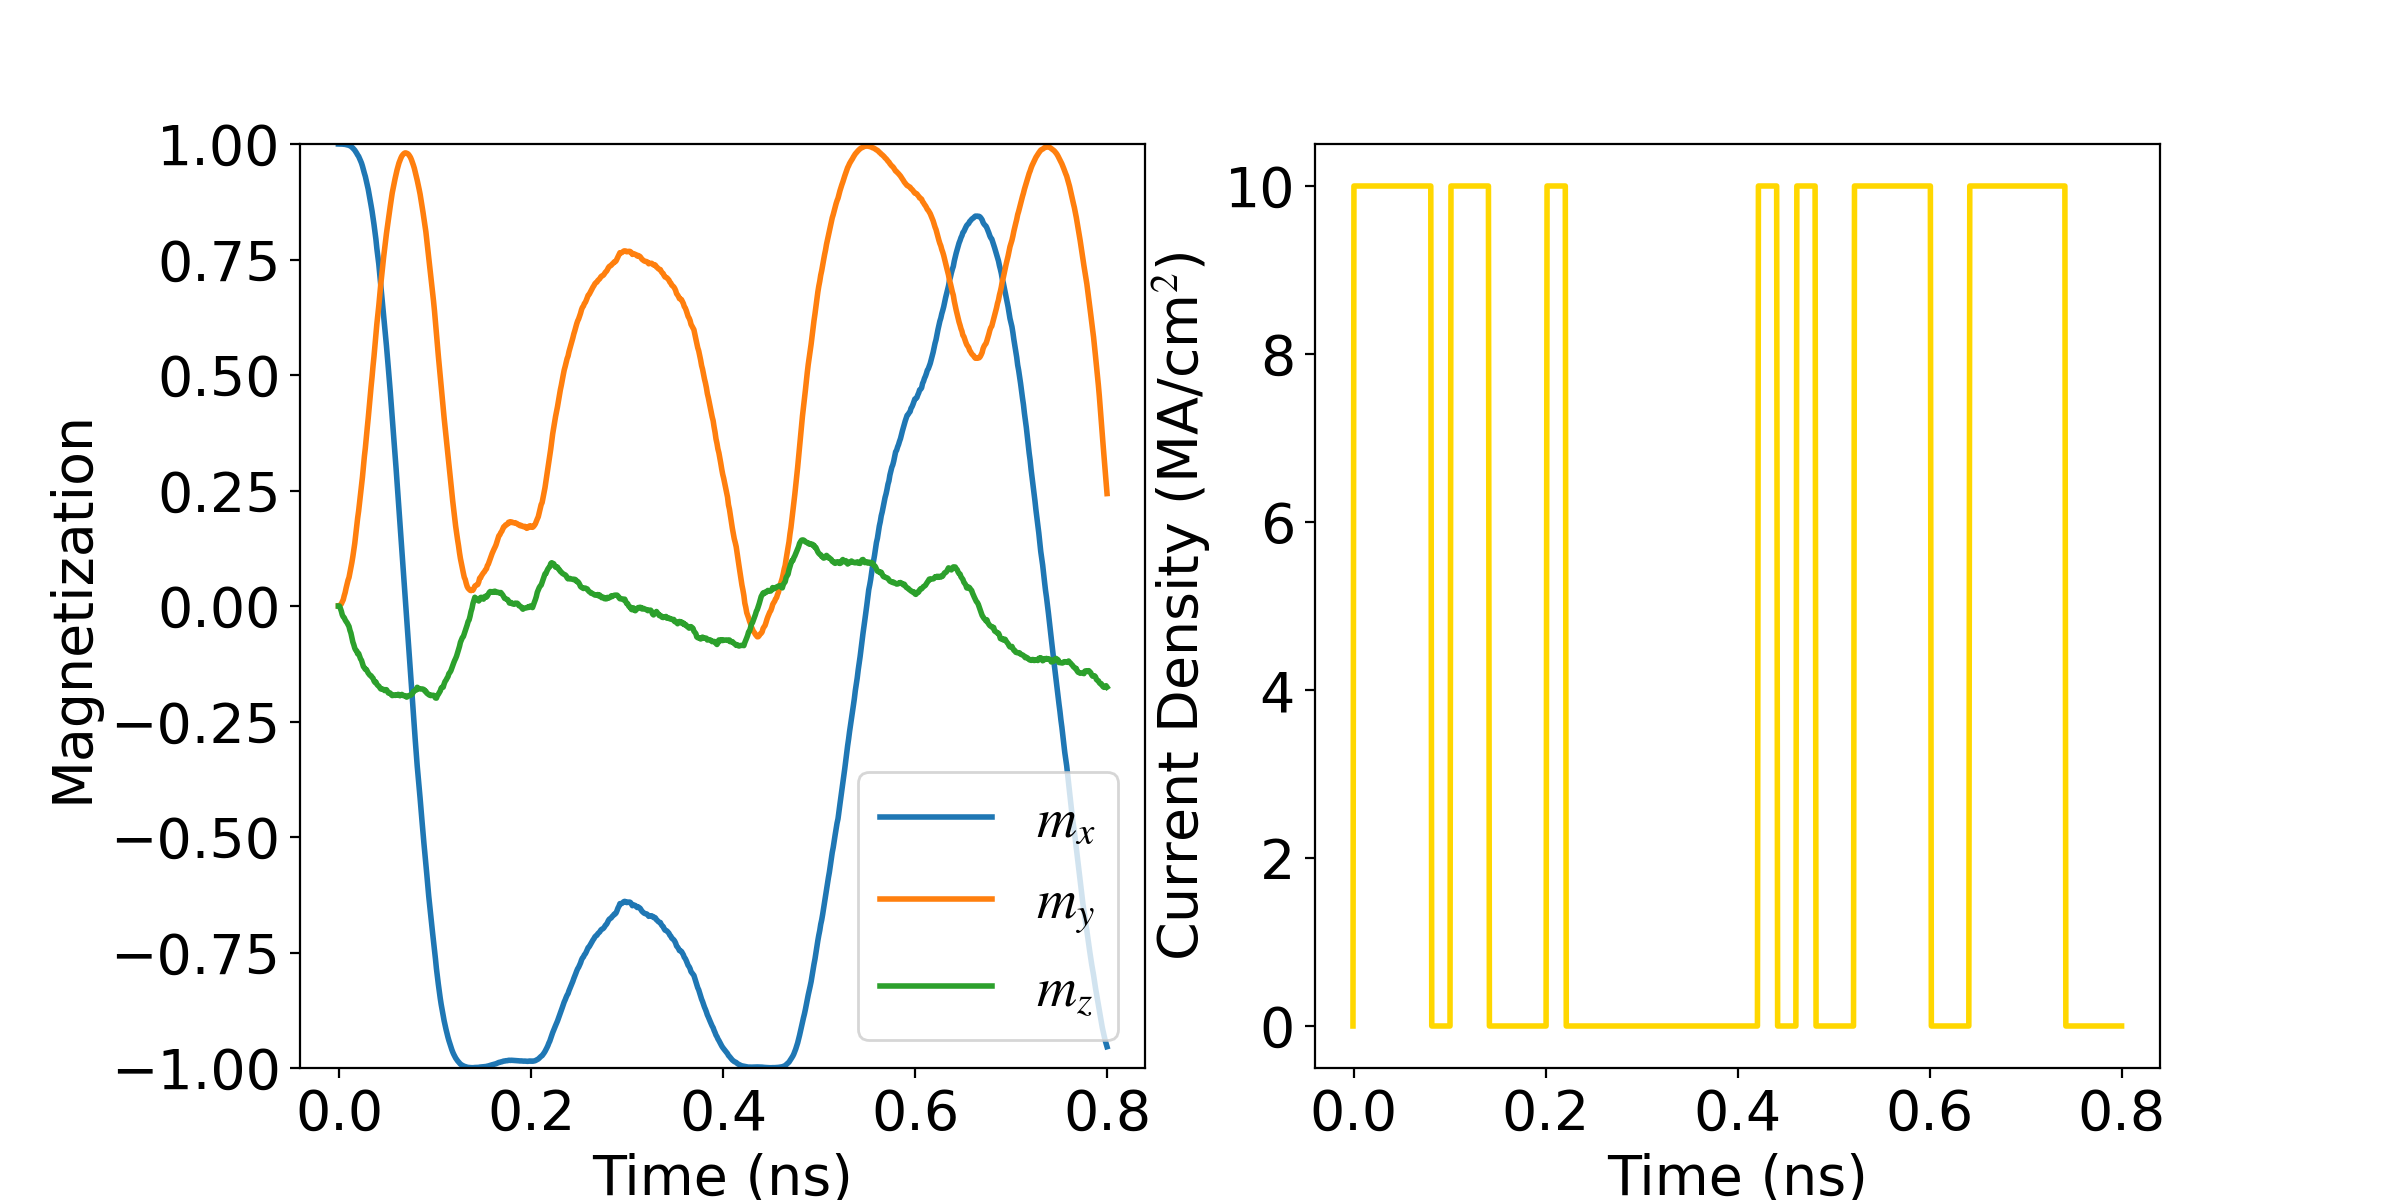 Magnetization
1.00
0.75
0.50
0.25
0.00
−0.25
−0.50
−0.75
−1.00
0.0 0.2 0.4 0.6 0.8
Time (ns)
m_x
m_y
m_z
Current Density (MA/cm²)
10
8
6
4
2
0
0.0 0.2 0.4 0.6 0.8
Time (ns)